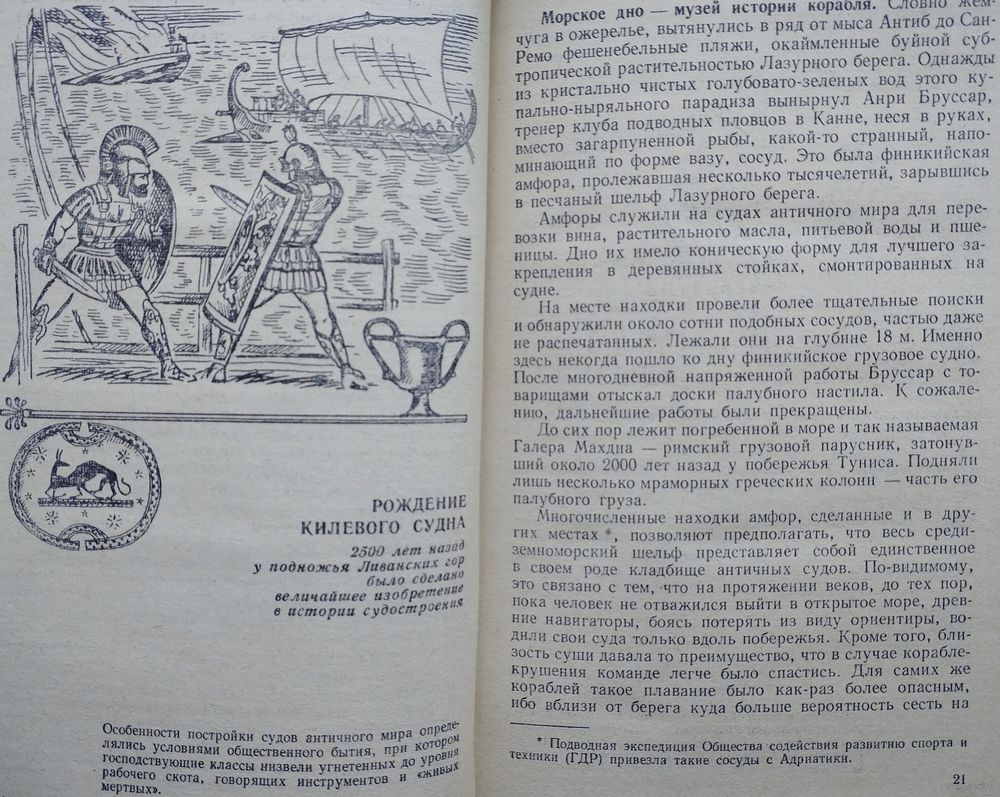 РОЖДЕНИЕ
КИЛЕВОГО СУДНА
2500 лет назад
у подножья Ливанских гор
было сделано
величайшее изобретение
в истории судостроения
Особенности постройки судов античного мира опреде-
лялись условиями общественного бытия, при котором
господствующие классы низвели угнетенных до уровня
рабочего скота, говорящих инструментов и «живых
мертвых».
Морское дно — музей истории корабля. Словно жем-
чуга в ожерелье, вытянулись в ряд от мыса Антиб до Сан-
Ремо фешенебельные пляжи, окаймленные буйной суб-
тропической растительностью Лазурного берега. Однажды
из кристально чистых голубовато-зеленых вод этого ку-
пально-ныряльного парадиза вынырнул Анри Бруссар,
тренер клуба подводных пловцов в Канне, неся в руках,
вместо загарпуненной рыбы, какой-то странный, напо-
минающий по форме вазу, сосуд. Это была финикийская
амфора, пролежавшая несколько тысячелетий, зарывшись
в песчаный шельф Лазурного берега.
Амфоры служили на судах античного мира для пере-
возки вина, растительного масла, питьевой воды и пше-
ницы. Дно их имело коническую форму для лучшего за-
крепления в деревянных стойках, смонтированных на
судне.
На месте находки провели более тщательные поиски
и обнаружили около сотни подобных сосудов, частью даже
не распечатанных. Лежали они на глубине 18 м. Именно
здесь некогда пошло ко дну финикийское грузовое судно.
После многодневной напряженной работы Бруссар с то-
варищами отыскал доски палубного настила. К сожале-
нию, дальнейшие работы были прекращены.
До сих пор лежит погребенной в море и так называемая
Галера Махдиа — римский грузовой парусник, затонув-
ший около 2000 лет назад у побережья Туниса. Подняли
лишь несколько мраморных греческих колонн — часть его
палубного груза.
Многочисленные находки амфор, сделанные и в дру-
гих местах *, позволяют предполагать, что весь среди-
земноморский шельф представляет собой единственное
в своем роде кладбище античных судов. По-видимому,
это связано с тем, что на протяжении веков, до тех пор,
пока человек не отважился выйти в открытое море, древ-
ние навигаторы, боясь потерять из виду ориентиры, во-
дили свои суда только вдоль побережья. Кроме того, бли-
зость суши давала то преимущество, что в случае корабле-
крушения команде легче было спастись. Для самих же
кораблей такое плавание было как-раз более опасным,
ибо вблизи от берега куда больше вероятность сесть на
* Подводная экспедиция Общества содействия развитию спорта и
техники (ГДР) привезла такие сосуды с Адриатики.
21